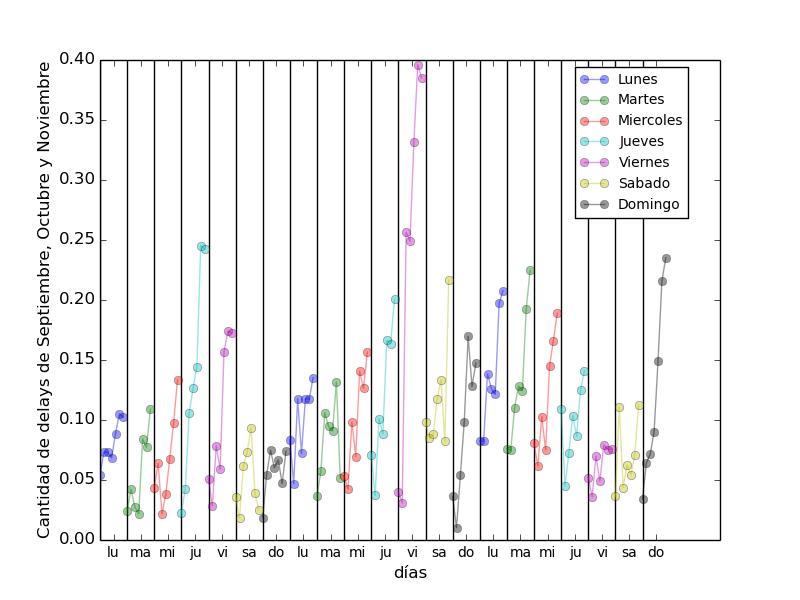 Cantidad de delays de Septiembre, Octubre y Noviembre
0.40
0.35
0.30
0.25
0.20
0.15
0.10
0.05
0.00
Lunes
Martes
Miercoles
Jueves
Viernes
Sabado
Domingo
lu ma mi ju vi sa do lu ma mi ju vi sa do lu ma mi ju vi sa do
días